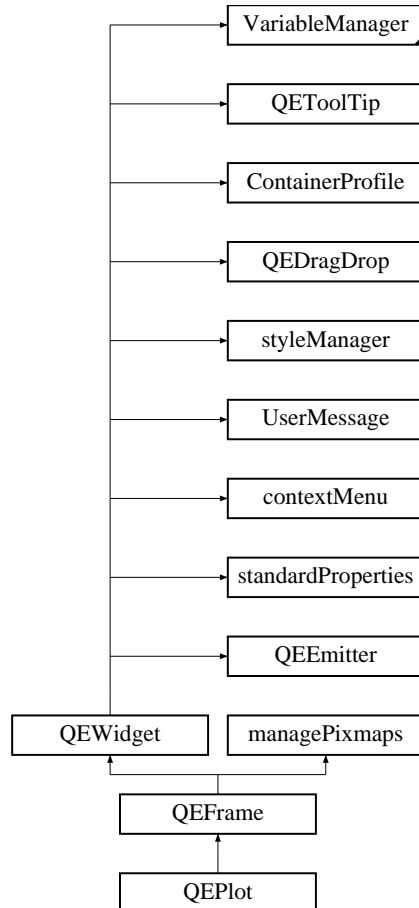 VariableManager
QEToolTip
ContainerProfile
QEDragDrop
styleManager
UserMessage
contextMenu
standardProperties
QEEmitter
QEWidget
managePixmaps
QEFrame
QEPlot